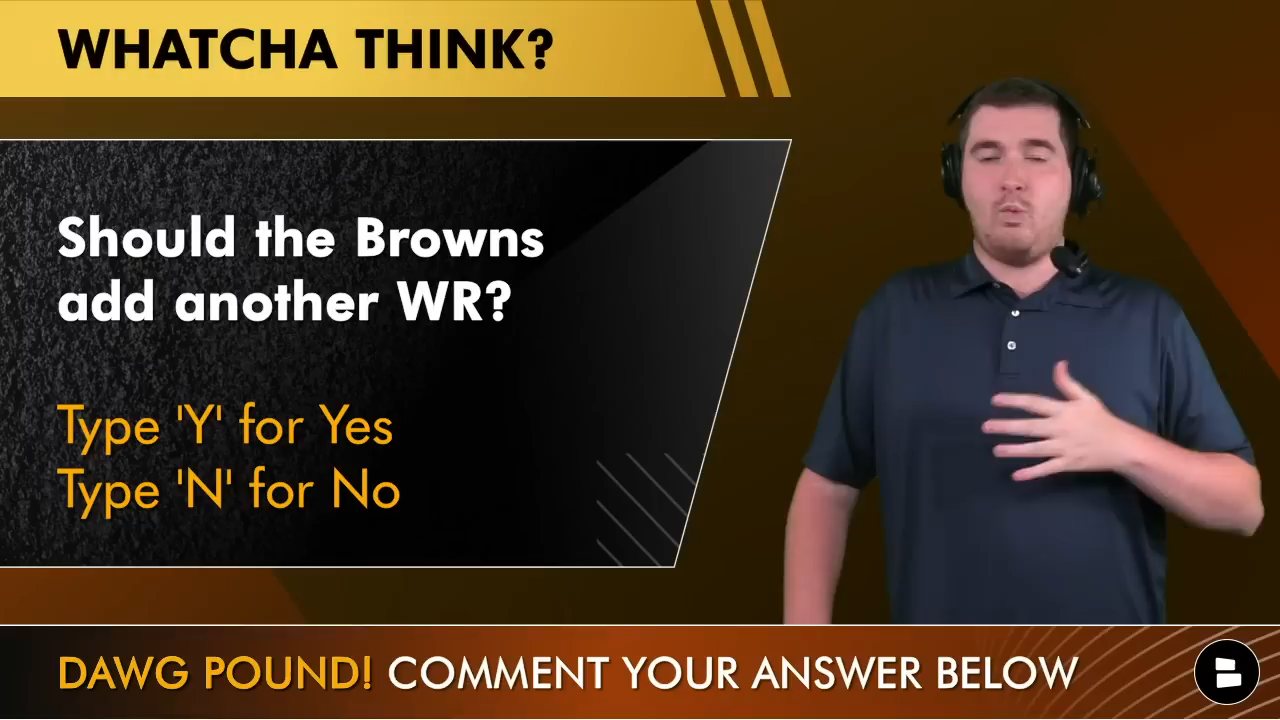 WHATCHA THINK?
Should the Browns
add another WR?
Type 'Y' for Yes
Type 'N' for No
DAWG POUND! COMMENT YOUR ANSWER BELOW